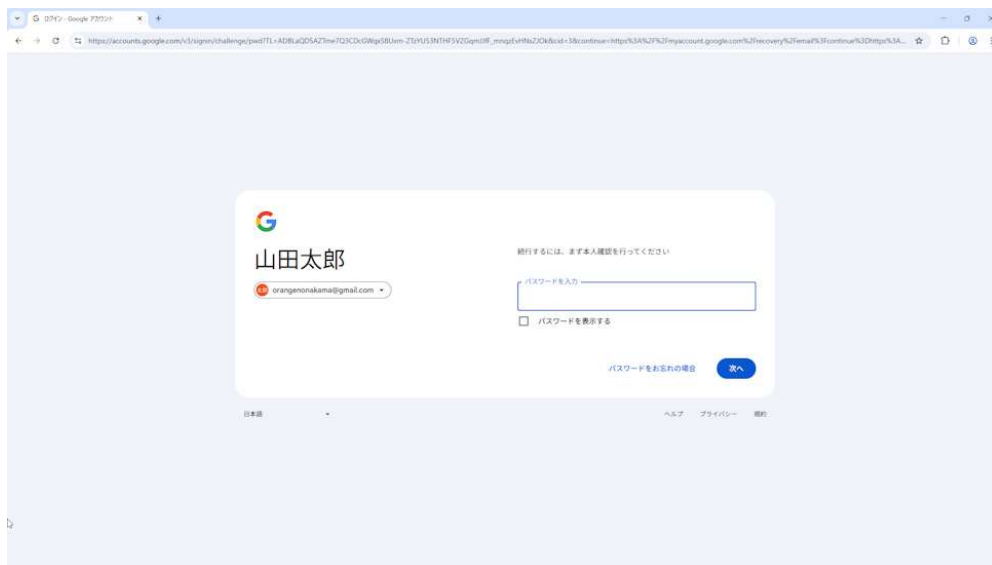 ログイン - Google アカウント
山田太郎
orangenonakama@gmail.com
続行するには、まず本人確認を行ってください
パスワードを入力
パスワードを表示する
パスワードをお忘れの場合
次へ
日本語
ヘルプ プライバシー 規約